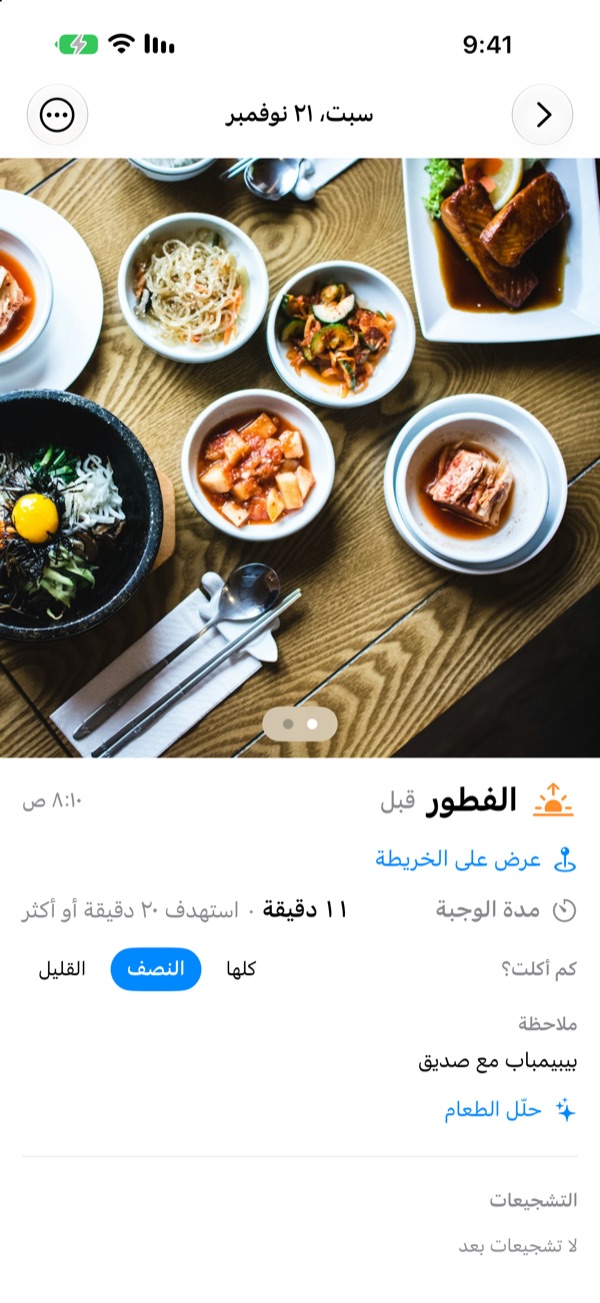 9:41
سبت، ٢١ نوفمبر
الفطور قبل ٨:١٠ ص
عرض على الخريطة
مدة الوجبة ١١ دقيقة · استهدف ٢٠ دقيقة أو أكثر
كم أكلت؟ كلها النصف القليل
ملاحظة
بيبيمباب مع صديق
حلّل الطعام
التشجيعات
لا تشجيعات بعد